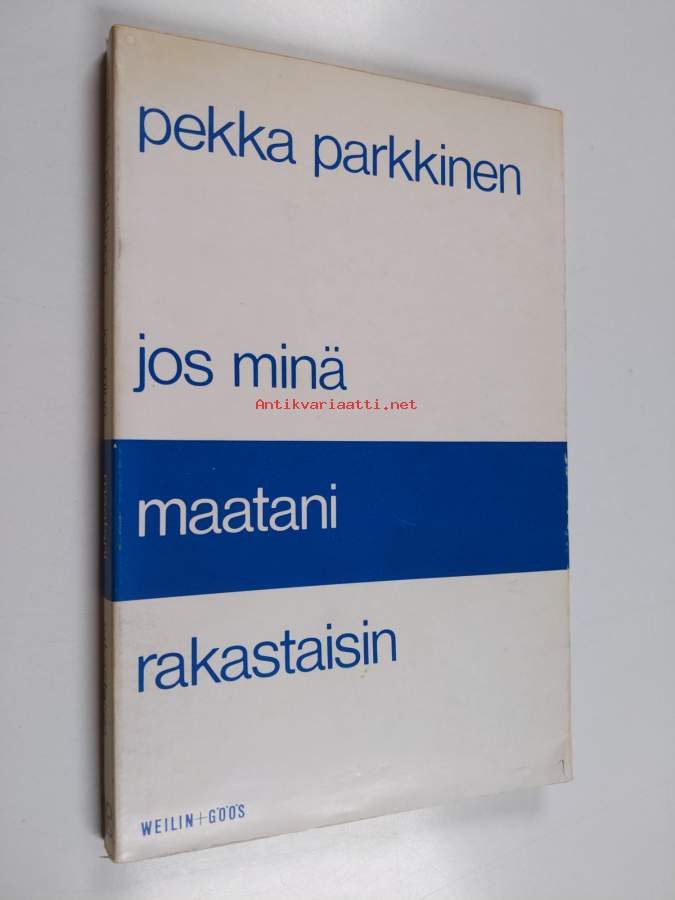 pekka parkkinen
jos minä
Antikvariaatti.net
maatani
rakastaisin
WEILIN+GÖÖS